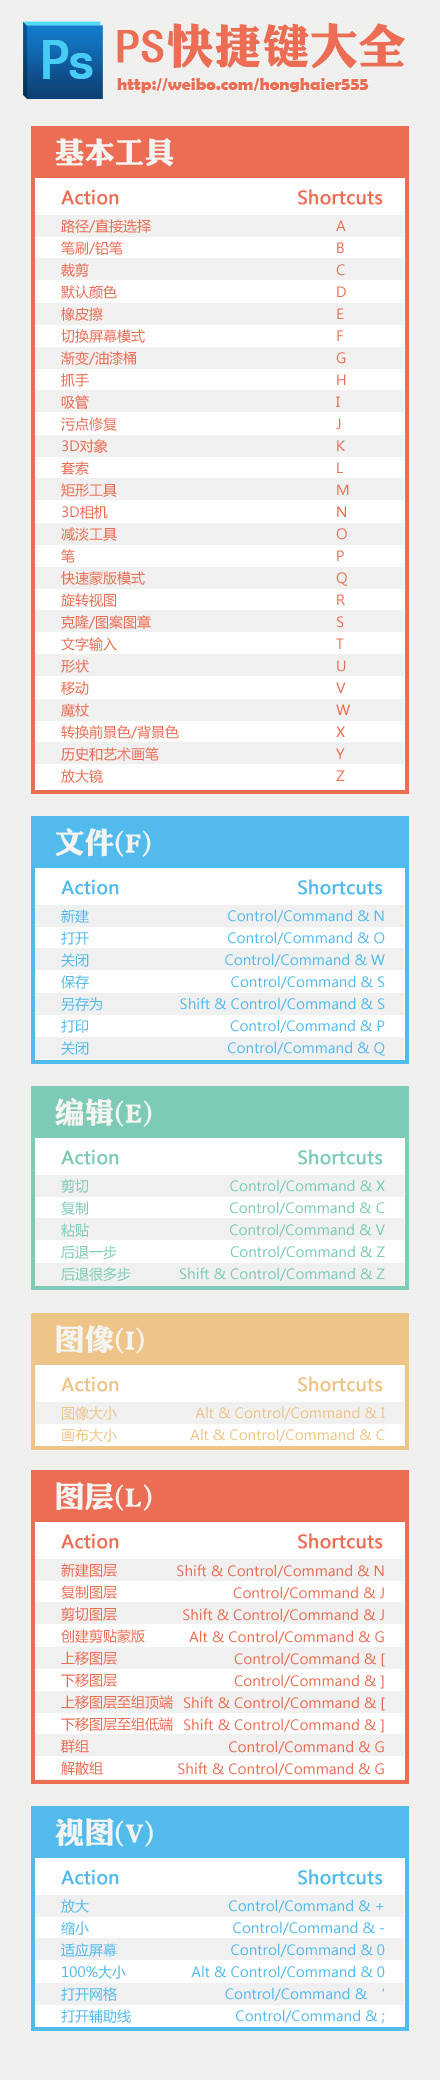 Ps
PS快捷键大全
http://weibo.com/honghaier555
基本工具
Action Shortcuts
路径/直接选择 A
笔刷/铅笔 B
裁剪 C
默认颜色 D
橡皮擦 E
切换屏幕模式 F
渐变/油漆桶 G
抓手 H
吸管 I
污点修复 J
3D对象 K
套索 L
矩形工具 M
3D相机 N
减淡工具 O
笔 P
快速蒙版模式 Q
旋转视图 R
克隆/图案图章 S
文字输入 T
形状 U
移动 V
魔杖 W
转换前景色/背景色 X
历史和艺术画笔 Y
放大镜 Z
文件(F)
Action Shortcuts
新建 Control/Command & N
打开 Control/Command & O
关闭 Control/Command & W
保存 Control/Command & S
另存为 Shift & Control/Command & S
打印 Control/Command & P
关闭 Control/Command & Q
编辑(E)
Action Shortcuts
剪切 Control/Command & X
复制 Control/Command & C
粘贴 Control/Command & V
后退一步 Control/Command & Z
后退很多步 Shift & Control/Command & Z
图像(I)
Action Shortcuts
图像大小 Alt & Control/Command & I
画布大小 Alt & Control/Command & C
图层(L)
Action Shortcuts
新建图层 Shift & Control/Command & N
复制图层 Control/Command & J
剪切图层 Shift & Control/Command & J
创建剪贴蒙版 Alt & Control/Command & G
上移图层 Control/Command & [
下移图层 Control/Command & ]
上移图层至组顶端 Shift & Control/Command & [
下移图层至组低端 Shift & Control/Command & ]
群组 Control/Command & G
解散组 Shift & Control/Command & G
视图(V)
Action Shortcuts
放大 Control/Command & +
缩小 Control/Command & -
适应屏幕 Control/Command & 0
100%大小 Alt & Control/Command & 0
打开网格 Control/Command & ′
打开辅助线 Control/Command & ;